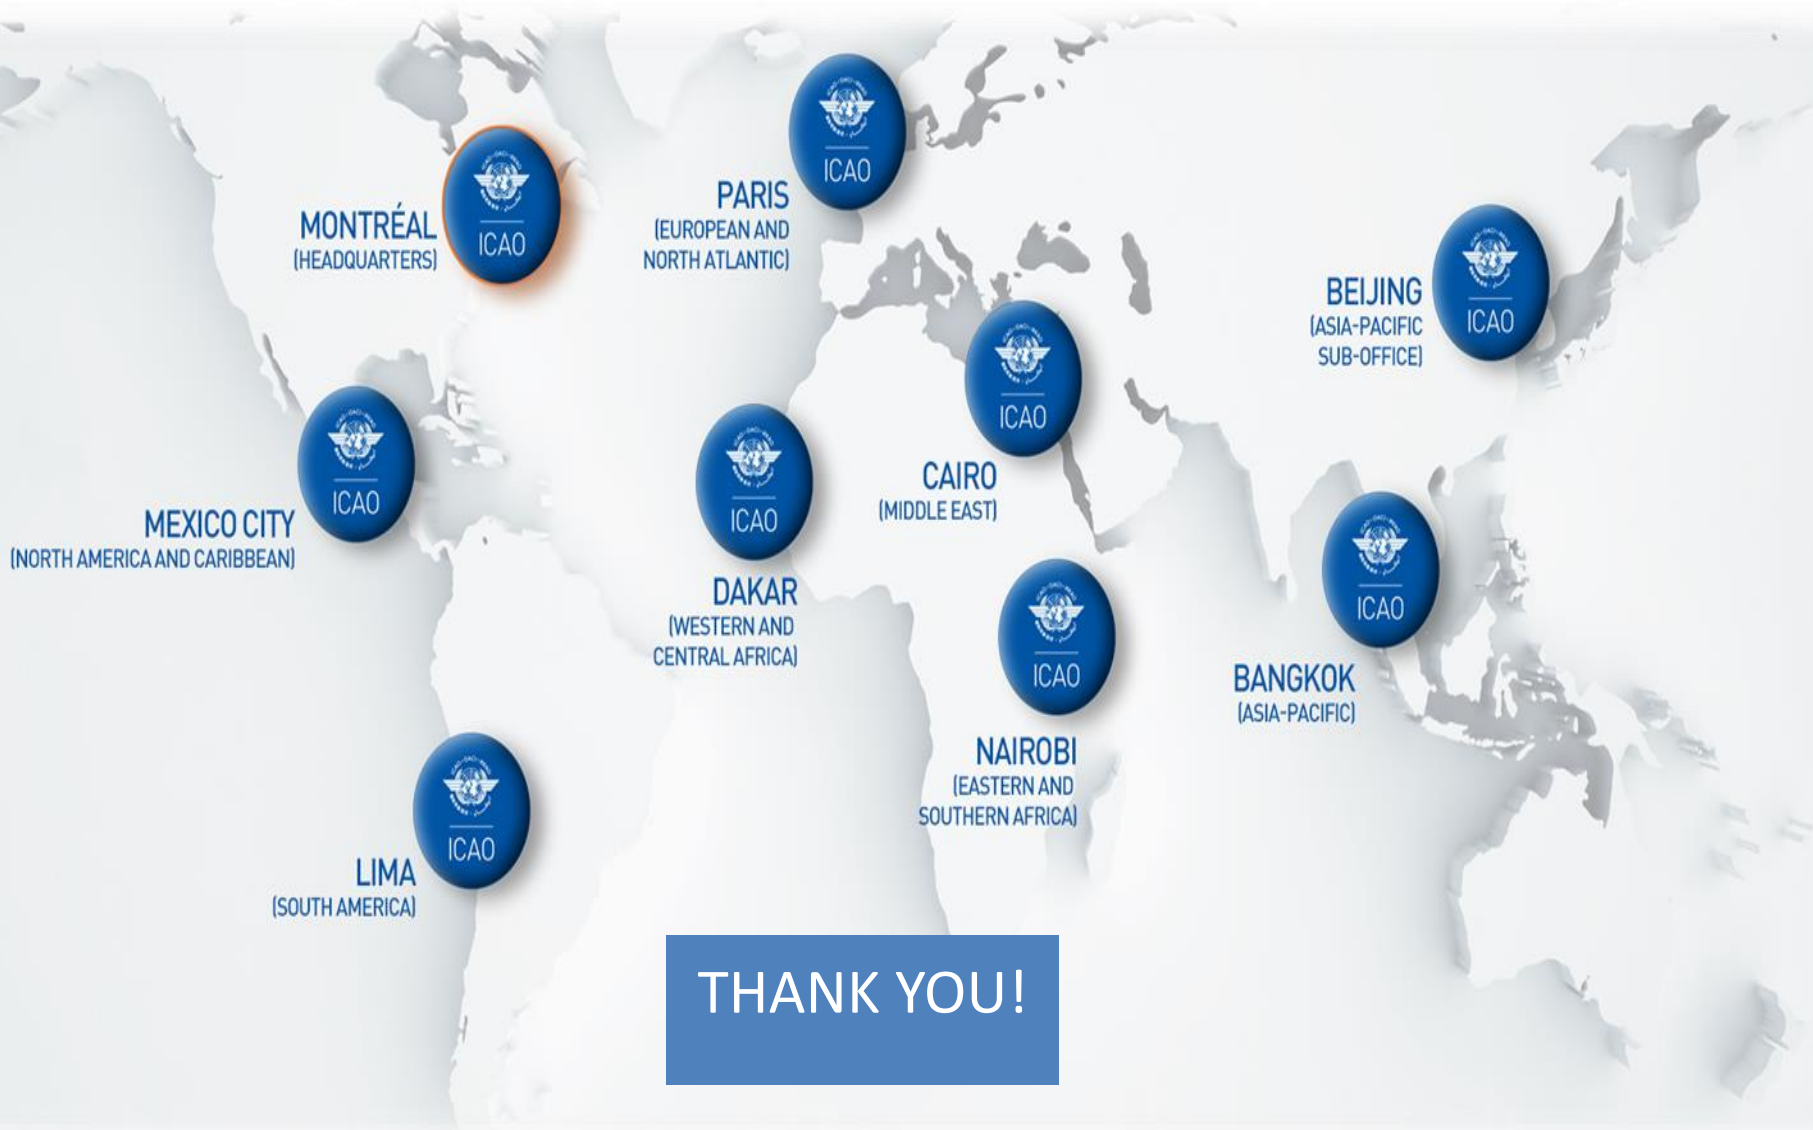 ICAO
PARIS
(EUROPEAN AND
NORTH ATLANTIC)
ICAO
MONTRÉAL
(HEADQUARTERS)
ICAO
BEIJING
(ASIA-PACIFIC
SUB-OFFICE)
ICAO
CAIRO
(MIDDLE EAST)
ICAO
MEXICO CITY
(NORTH AMERICA AND CARIBBEAN)
ICAO
DAKAR
(WESTERN AND
CENTRAL AFRICA)
ICAO
BANGKOK
(ASIA-PACIFIC)
ICAO
NAIROBI
(EASTERN AND
SOUTHERN AFRICA)
ICAO
LIMA
(SOUTH AMERICA)
THANK YOU!